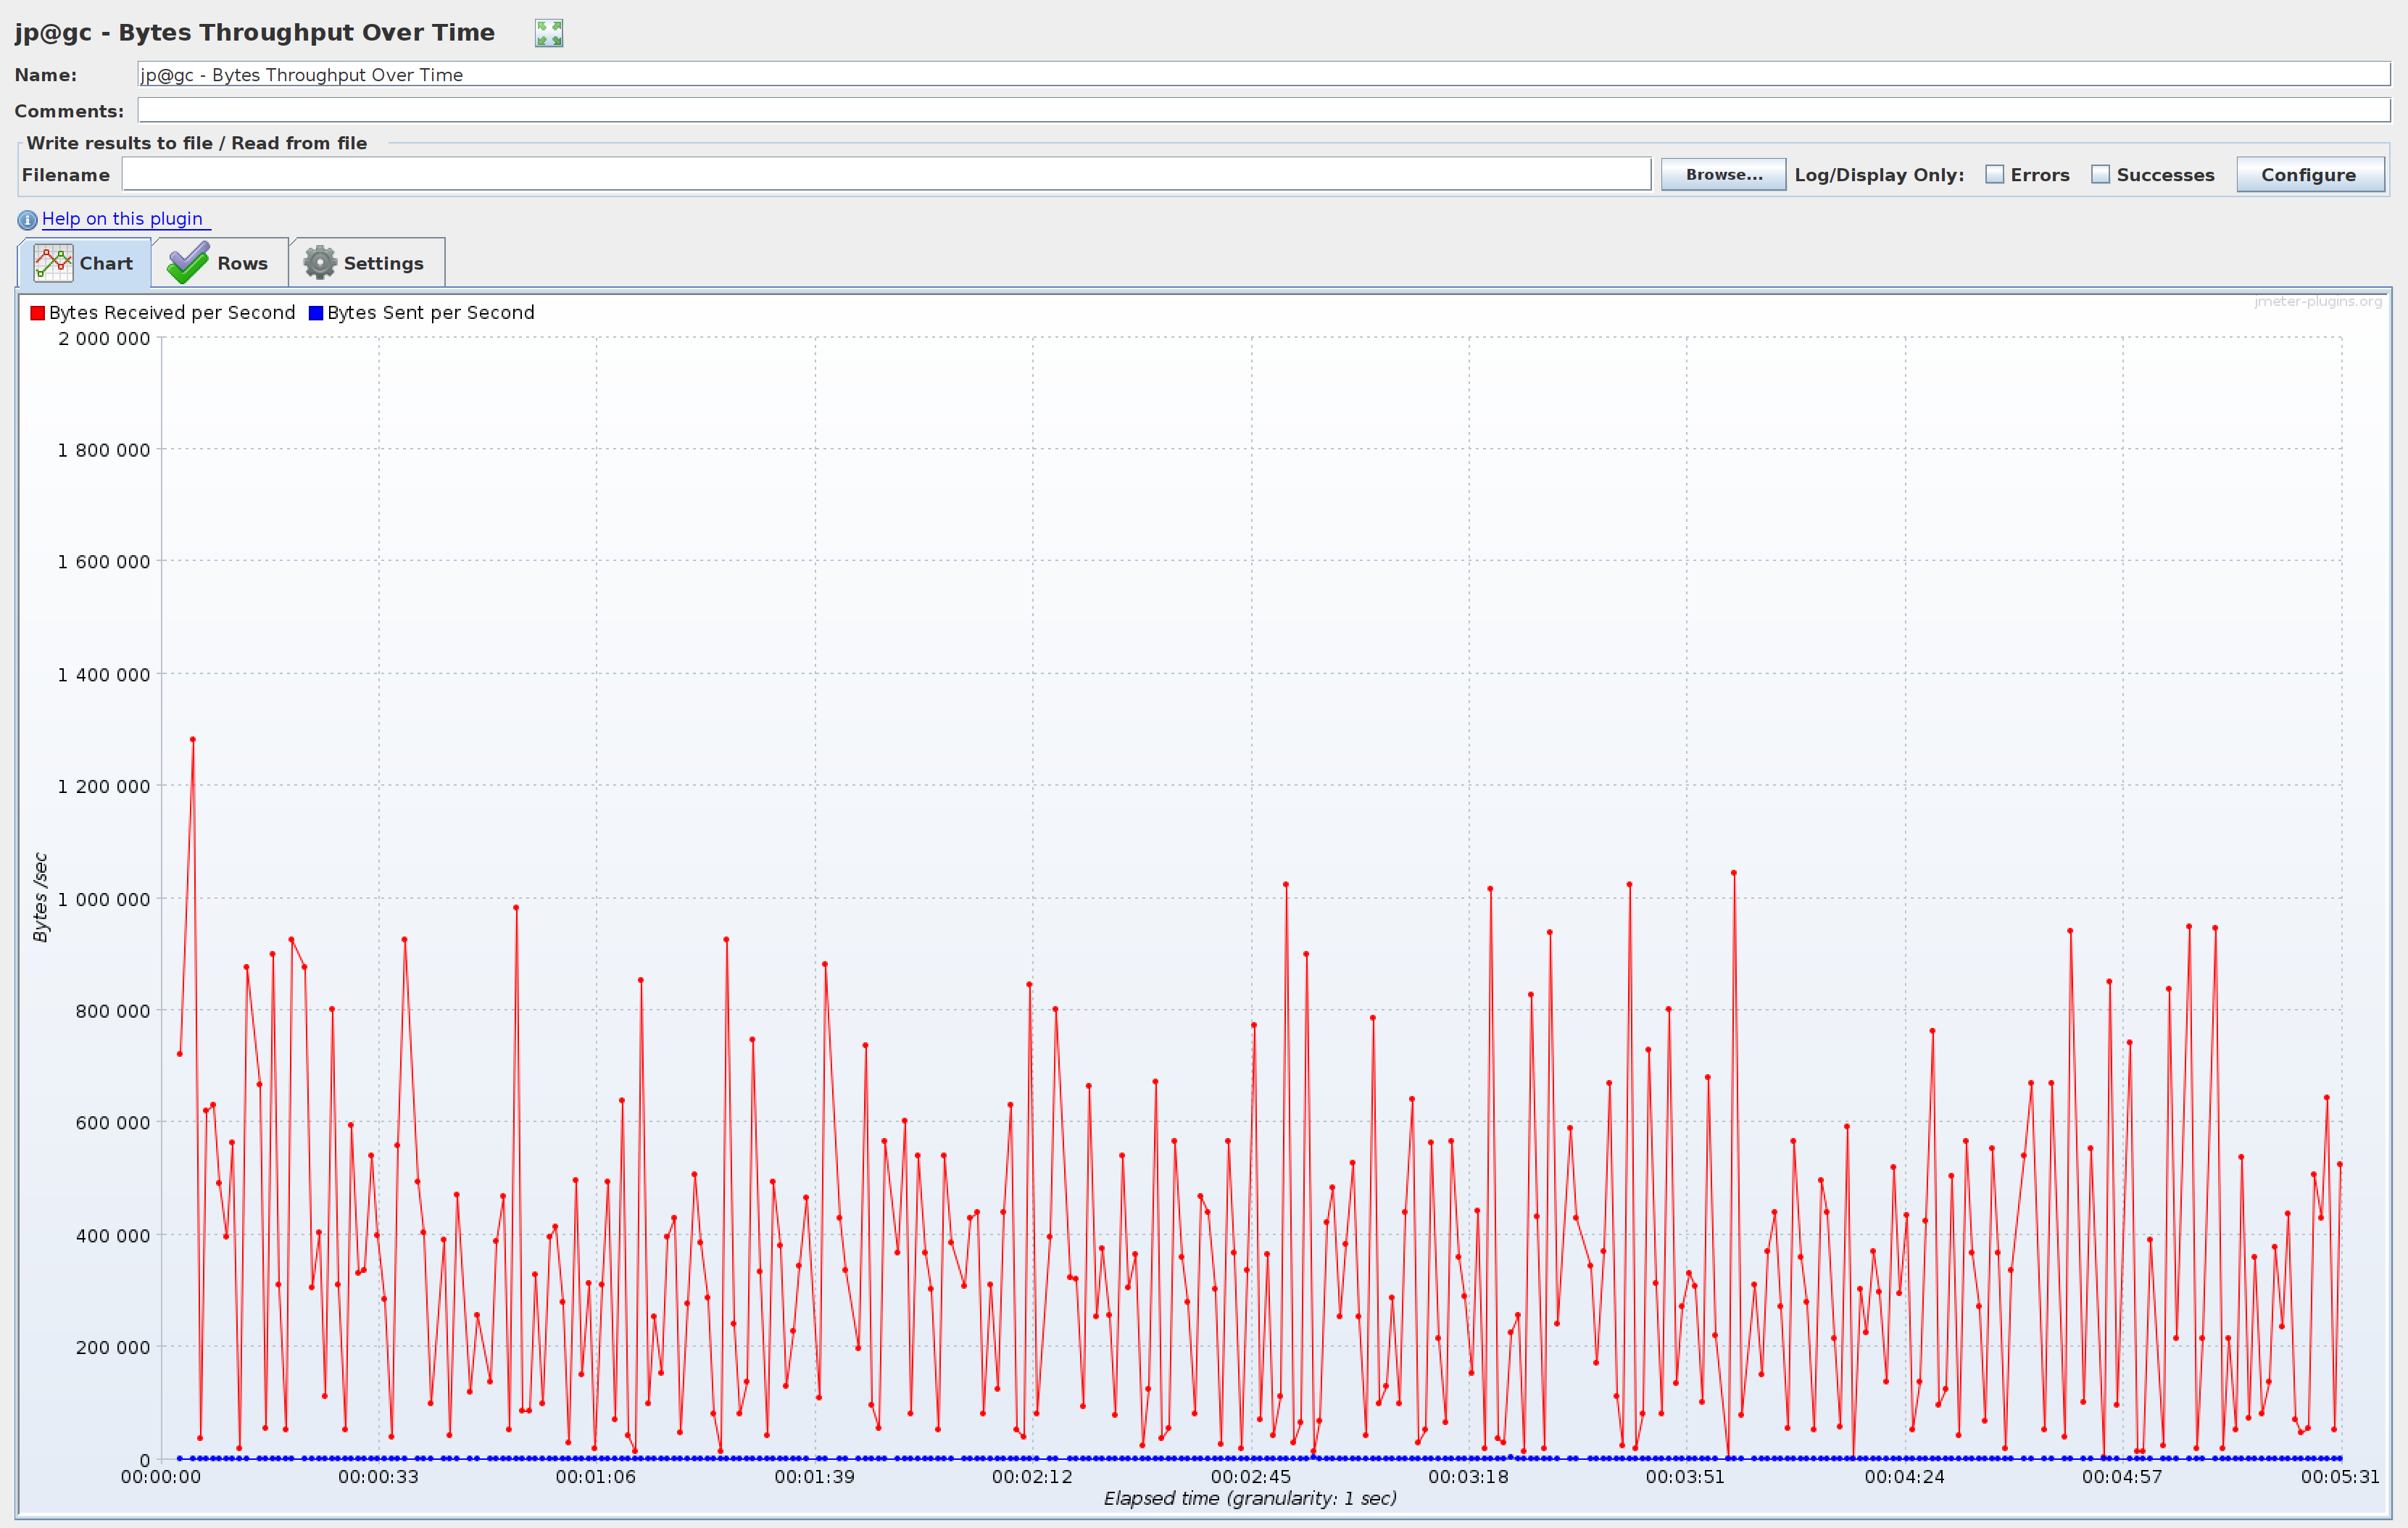 jp@gc - Bytes Throughput Over Time
Name: jp@gc - Bytes Throughput Over Time
Comments:
Write results to file / Read from file
Filename Browse... Log/Display Only: Errors Successes Configure
Help on this plugin
Chart Rows Settings
jmeter-plugins.org
Bytes Received per Second Bytes Sent per Second
2 000 000
1 800 000
1 600 000
1 400 000
1 200 000
1 000 000
800 000
600 000
400 000
200 000
0
Bytes /sec
00:00:00 00:00:33 00:01:06 00:01:39 00:02:12 00:02:45 00:03:18 00:03:51 00:04:24 00:04:57 00:05:31
Elapsed time (granularity: 1 sec)